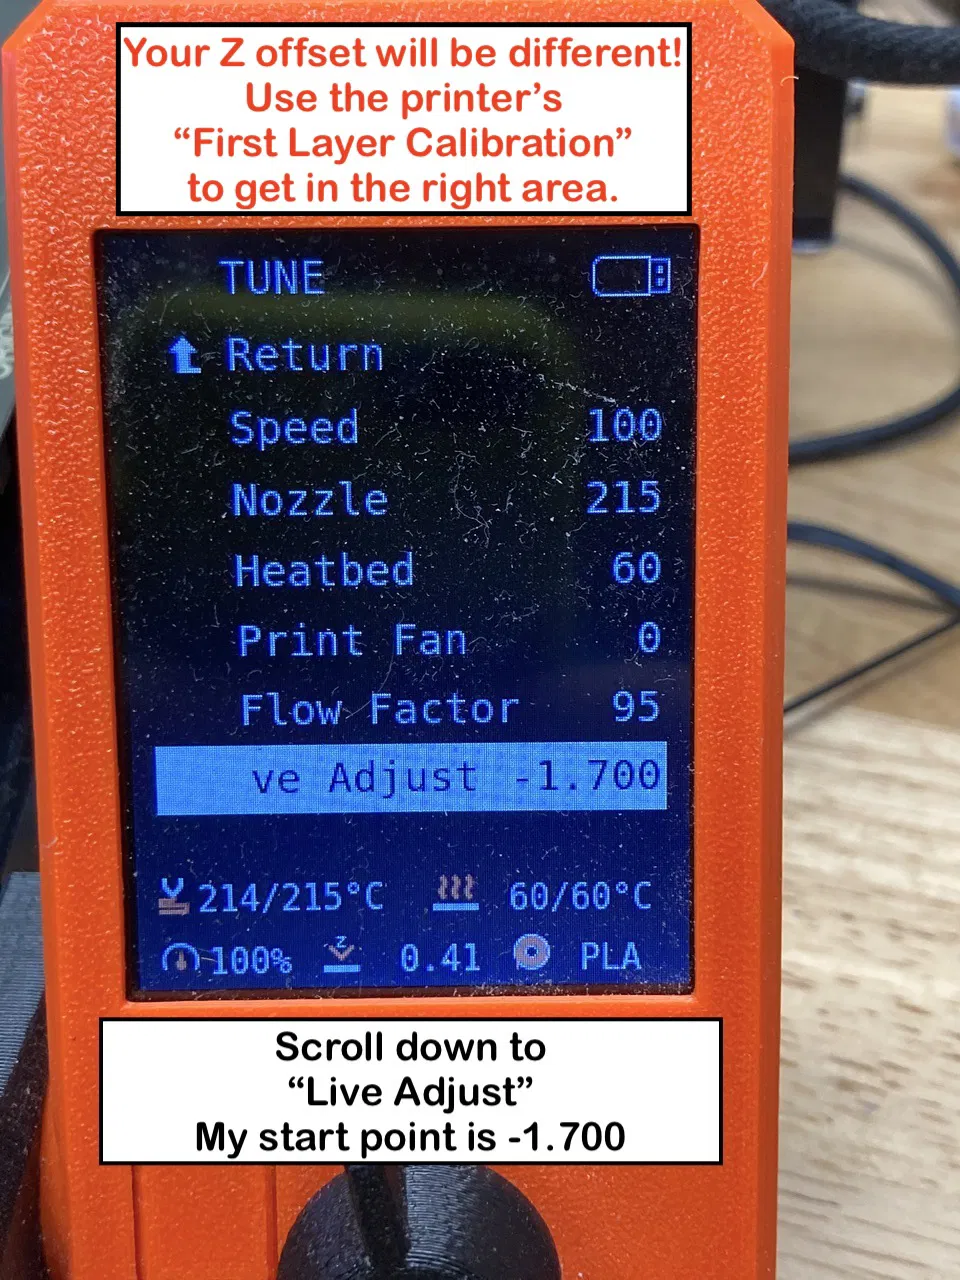 Your Z offset will be different!
Use the printer’s
“First Layer Calibration”
to get in the right area.
TUNE
Return
Speed 100
Nozzle 215
Heatbed 60
Print Fan 0
Flow Factor 95
ve Adjust -1.700
214/215°C 60/60°C
100% Z 0.41 PLA
Scroll down to
“Live Adjust”
My start point is -1.700